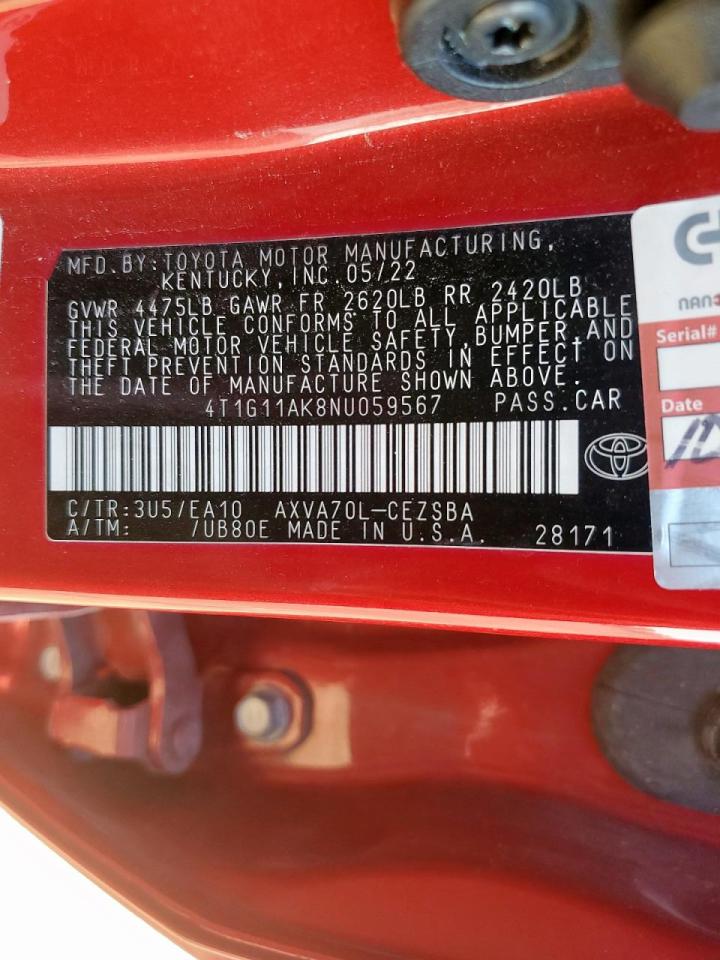 MFD.BY:TOYOTA MOTOR MANUFACTURING,
KENTUCKY,INC.05/22
GVWR 4475LB GAWR FR 2620LB RR 2420LB
THIS VEHICLE CONFORMS TO ALL APPLICABLE
FEDERAL MOTOR VEHICLE SAFETY,BUMPER,AND
THEFT PREVENTION STANDARDS IN EFFECT ON
THE DATE OF MANUFACTURE SHOWN ABOVE.
4T1G11AK8NU059567 PASS.CAR
C/TR:3U5/EA10 AXVA70L-CEZSBA
A/TM: /UB80E MADE IN U.S.A. 28171
Serial#
Date